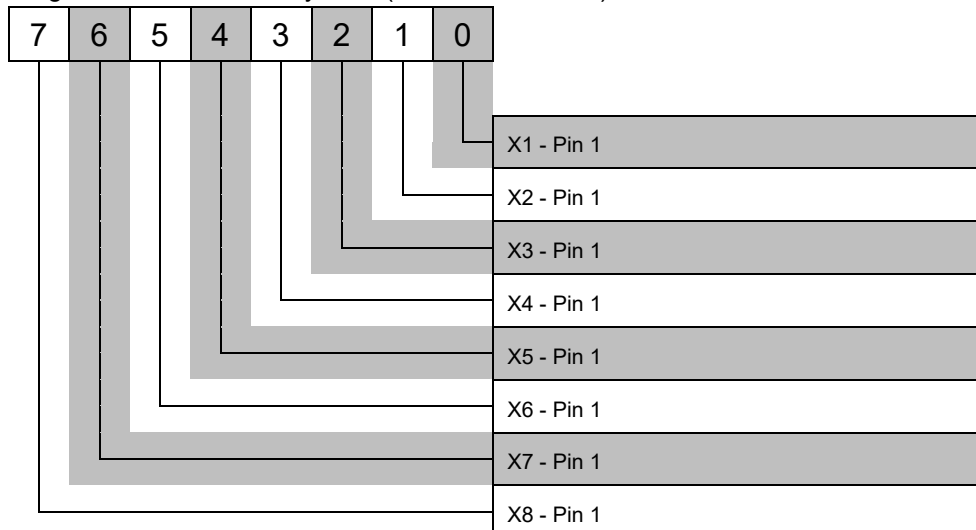 7 6 5 4 3 2 1 0
X1 - Pin 1
X2 - Pin 1
X3 - Pin 1
X4 - Pin 1
X5 - Pin 1
X6 - Pin 1
X7 - Pin 1
X8 - Pin 1